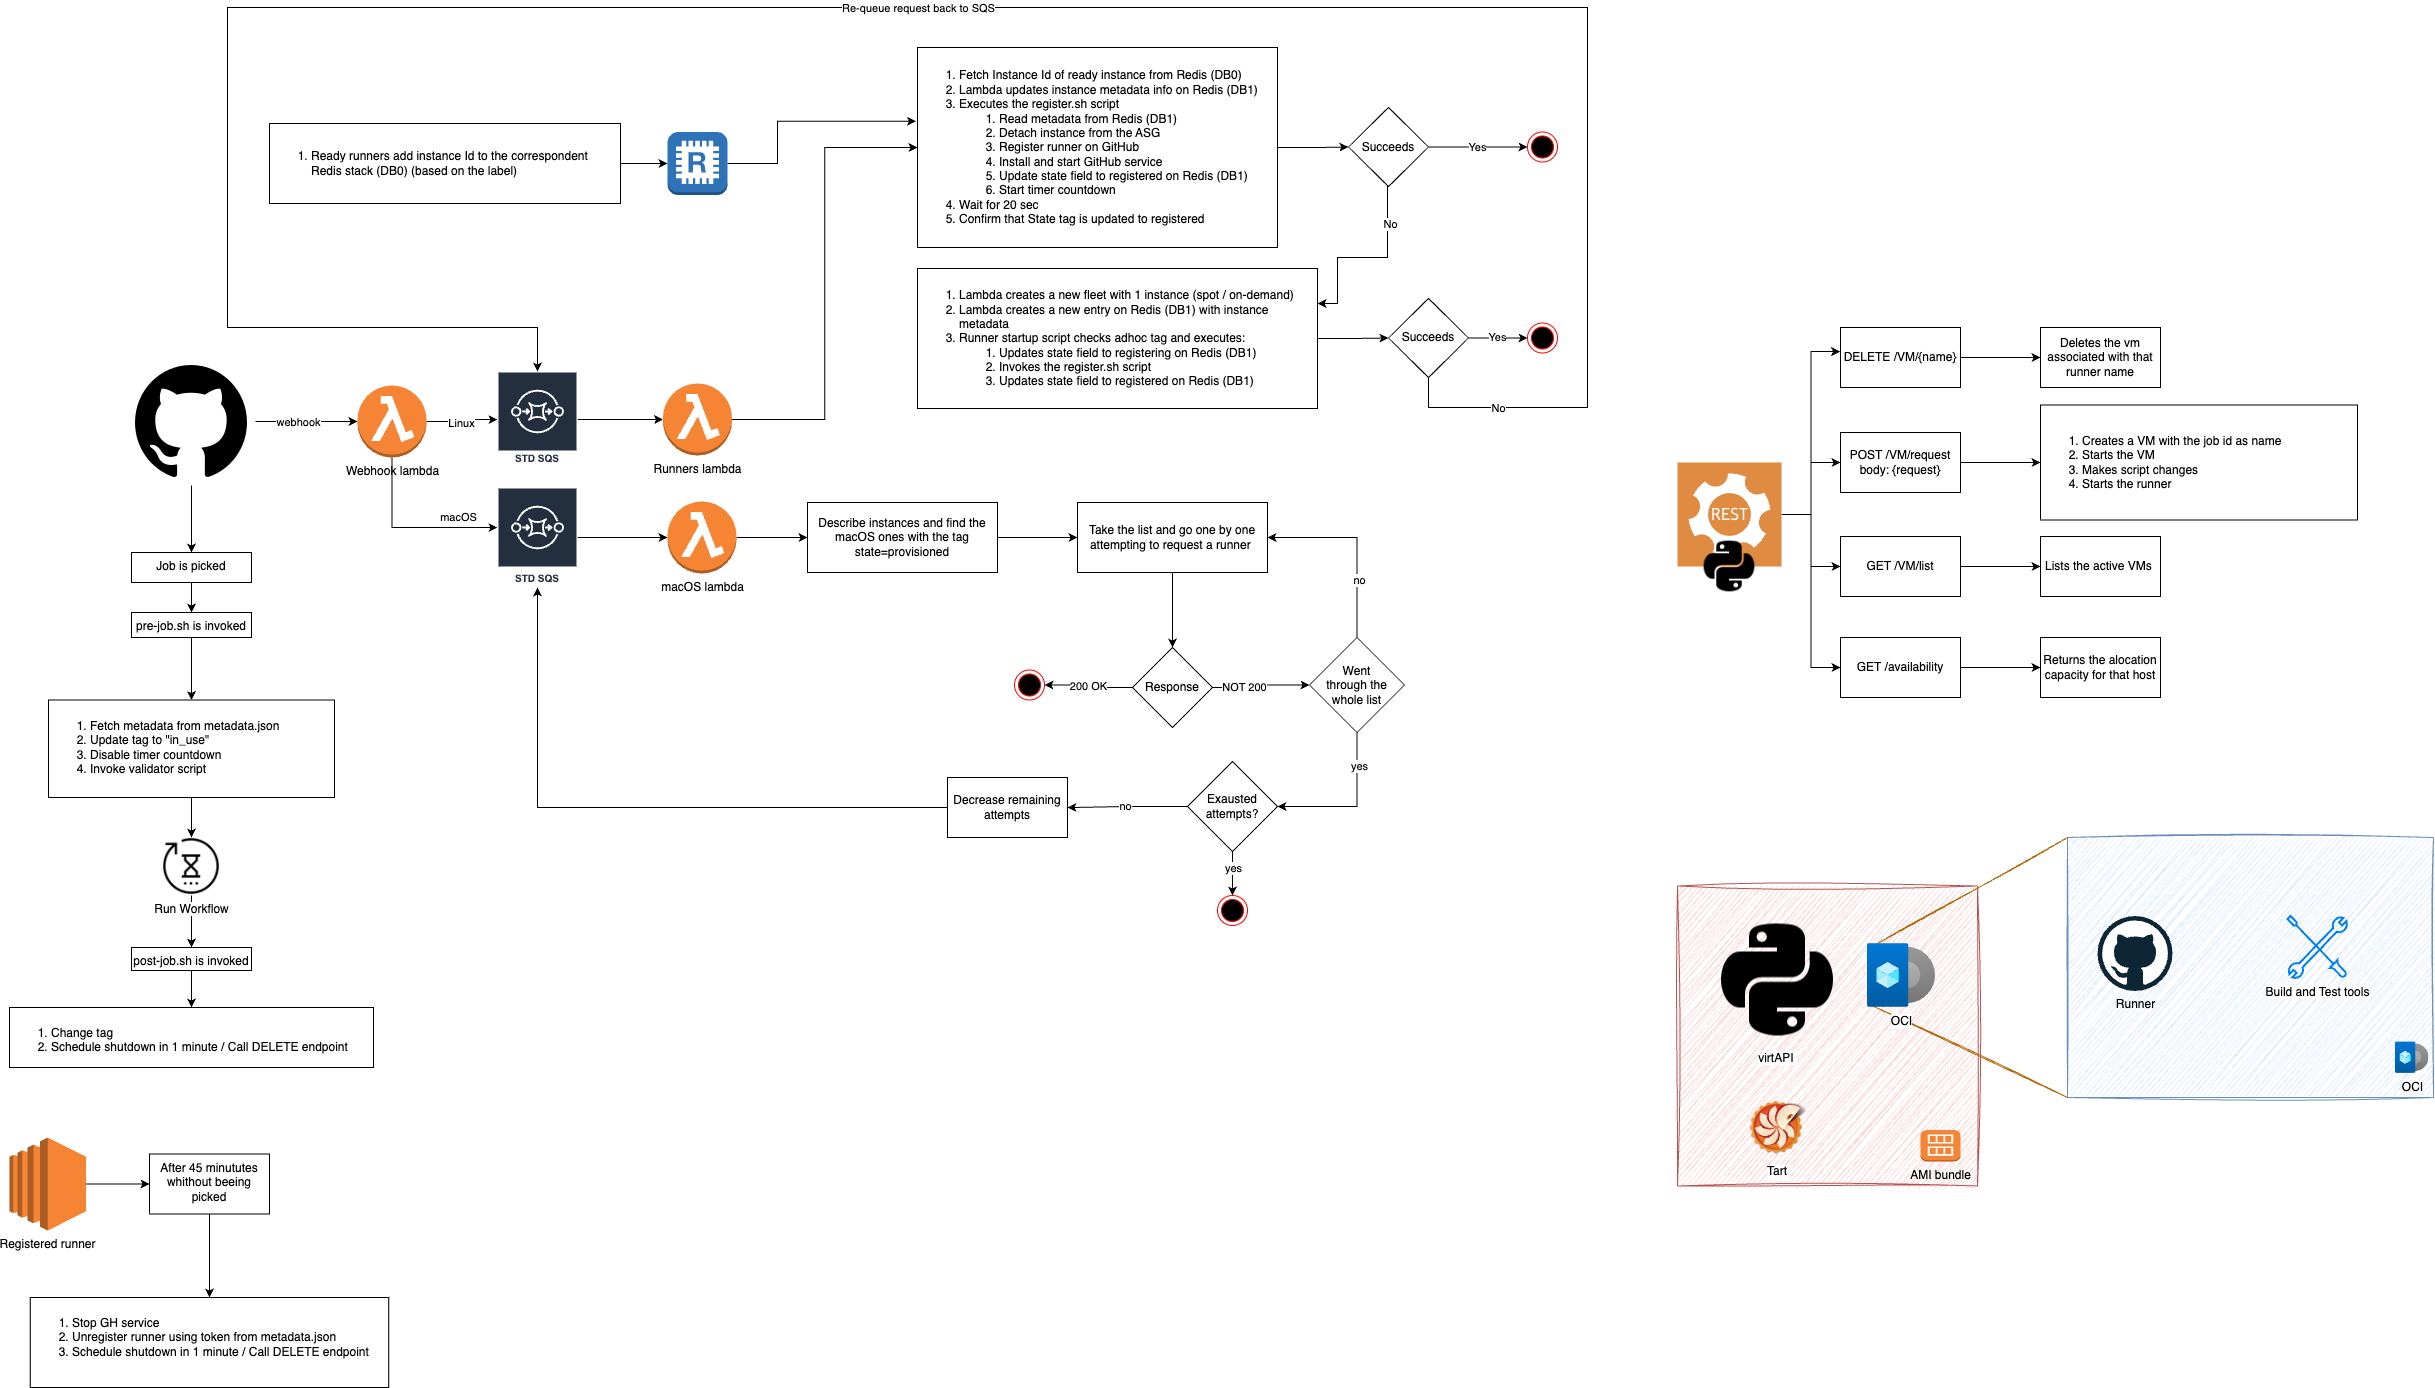 Re-queue request back to SQS
1. Ready runners add instance Id to the correspondent
Redis stack (DB0) (based on the label)
R
1. Fetch Instance Id of ready instance from Redis (DB0)
2. Lambda updates instance metadata info on Redis (DB1)
3. Executes the register.sh script
1. Read metadata from Redis (DB1)
2. Detach instance from the ASG
3. Register runner on GitHub
4. Install and start GitHub service
5. Update state field to registered on Redis (DB1)
6. Start timer countdown
4. Wait for 20 sec
5. Confirm that State tag is updated to registered
Succeeds
Yes
No
1. Lambda creates a new fleet with 1 instance (spot / on-demand)
2. Lambda creates a new entry on Redis (DB1) with instance
metadata
3. Runner startup script checks adhoc tag and executes:
1. Updates state field to registering on Redis (DB1)
2. Invokes the register.sh script
3. Updates state field to registered on Redis (DB1)
Succeeds
Yes
No
webhook
Webhook lambda
Linux
STD SQS
Runners lambda
macOS
STD SQS
macOS lambda
Describe instances and find the
macOS ones with the tag
state=provisioned
Take the list and go one by one
attempting to request a runner
no
Response
200 OK
NOT 200
Went
through the
whole list
yes
Exausted
attempts?
no
Decrease remaining
attempts
yes
Job is picked
pre-job.sh is invoked
1. Fetch metadata from metadata.json
2. Update tag to "in_use"
3. Disable timer countdown
4. Invoke validator script
Run Workflow
post-job.sh is invoked
1. Change tag
2. Schedule shutdown in 1 minute / Call DELETE endpoint
Registered runner
After 45 minututes
whithout beeing
picked
1. Stop GH service
2. Unregister runner using token from metadata.json
3. Schedule shutdown in 1 minute / Call DELETE endpoint
REST
DELETE /VM/{name}
Deletes the vm
associated with that
runner name
POST /VM/request
body: {request}
1. Creates a VM with the job id as name
2. Starts the VM
3. Makes script changes
4. Starts the runner
GET /VM/list
Lists the active VMs
GET /availability
Returns the alocation
capacity for that host
virtAPI
OCI
Tart
AMI bundle
Runner
Build and Test tools
OCI